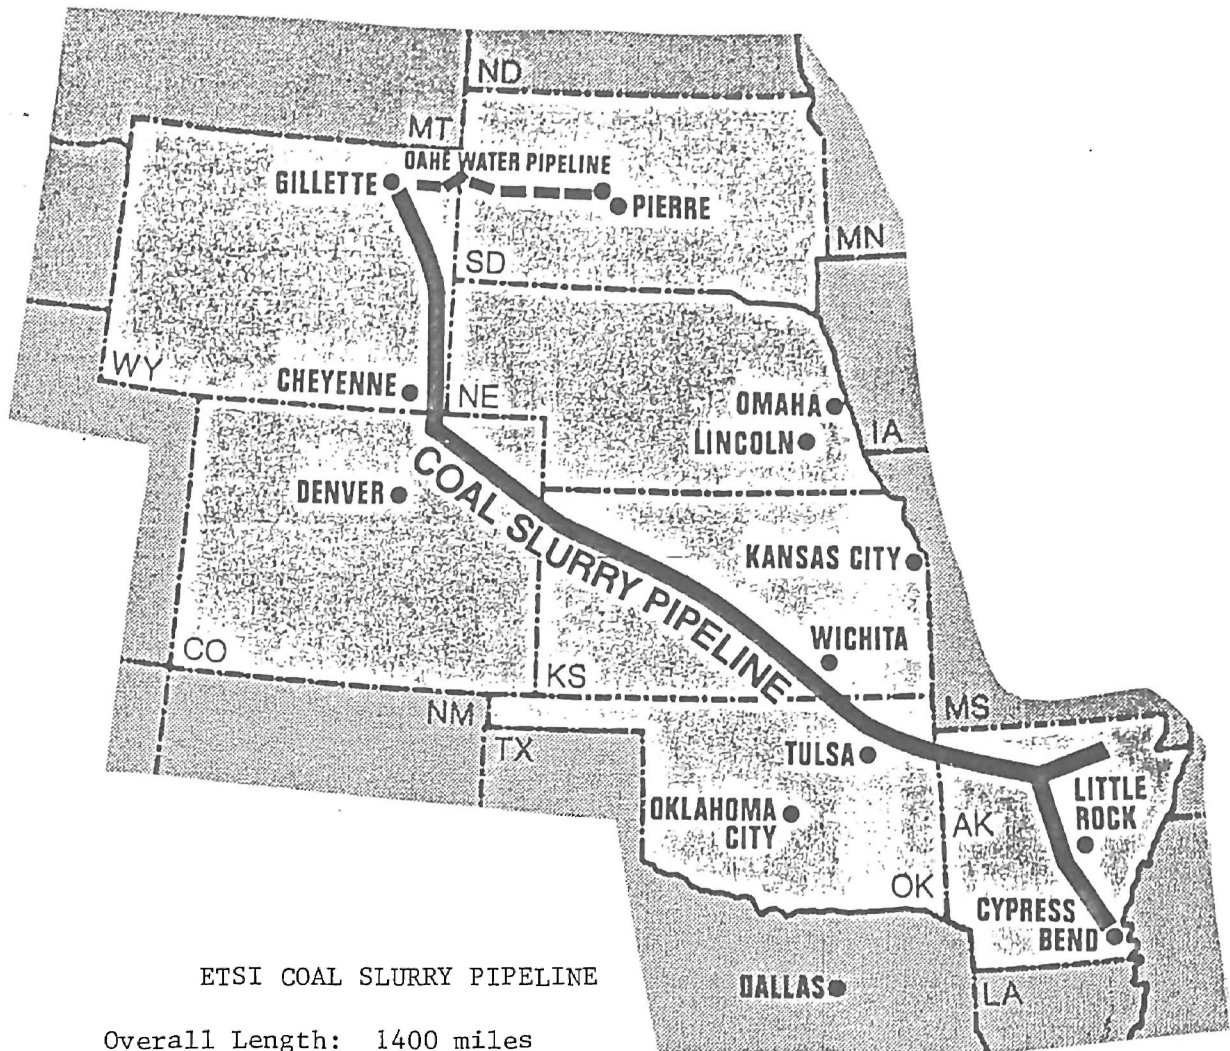 ND
MT
OAHE WATER PIPELINE
GILLETTE
PIERRE
MN
SD
WY
CHEYENNE
NE
OMAHA
IA
LINCOLN
COAL SLURRY PIPELINE
DENVER
KANSAS CITY
WICHITA
CO
KS
NM
MS
TX
TULSA
LITTLE
ROCK
OKLAHOMA
CITY
AK
OK
CYPRESS
BEND
DALLAS
LA
ETSI COAL SLURRY PIPELINE
Overall Length: 1400 miles